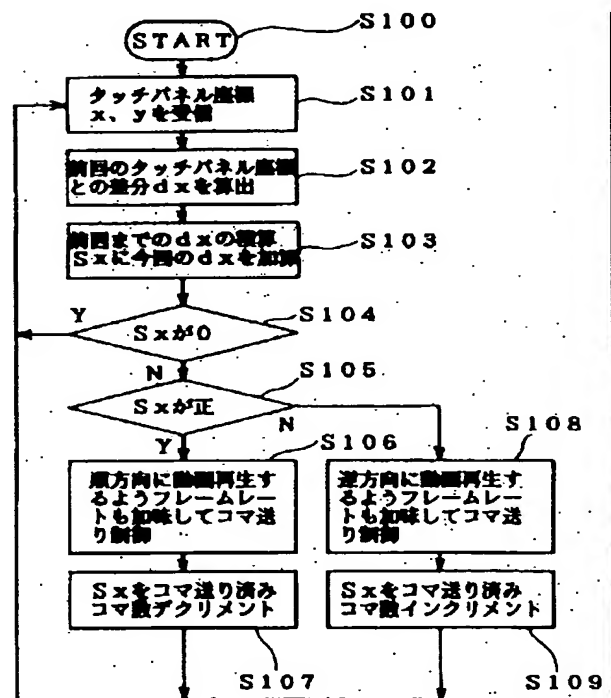 START
S100
タッチパネル座標
x、yを受信
S101
前回のタッチパネル座標
との差分dxを算出
S102
前回までのdxの積算
Sxに今回のdxを加算
S103
Y
Sxが0
S104
N
Sxが正
S105
Y
N
S106
S108
順方向に動画再生す
るようフレームレー
トも加味してコマ送
り制御
逆方向に動画再生す
るようフレームレー
トも加味してコマ送
り制御
Sxをコマ送り済み
コマ数デクリメント
Sxをコマ送り済み
コマ数インクリメント
S107
S109